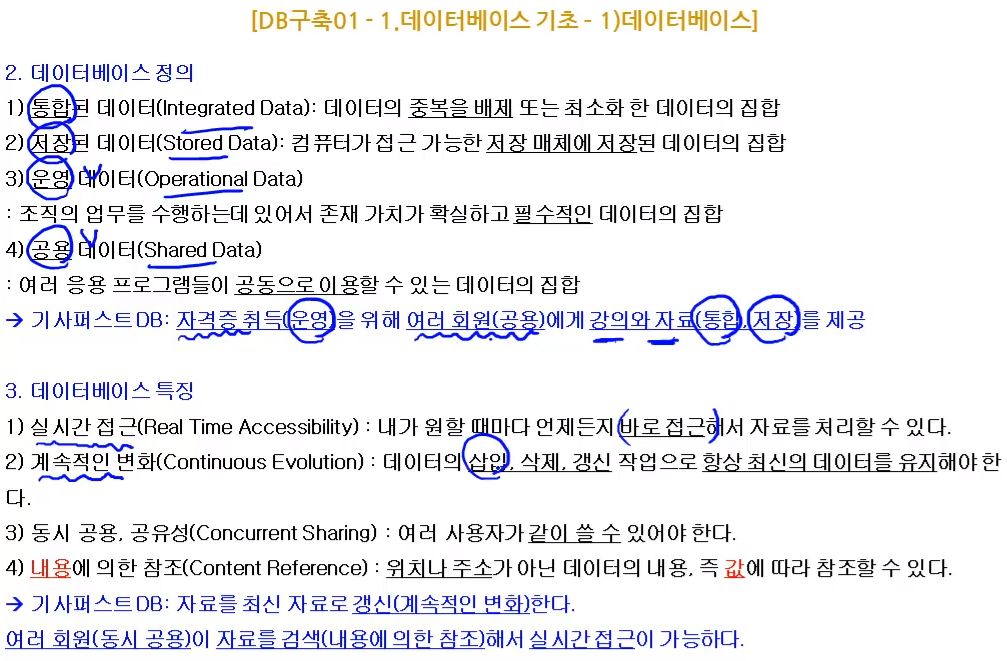 [DB구축01 - 1.데이터베이스 기초 - 1)데이터베이스]
2. 데이터베이스 정의
1) 통합된 데이터(Integrated Data): 데이터의 중복을 배제 또는 최소화 한 데이터의 집합
2) 저장된 데이터(Stored Data): 컴퓨터가 접근 가능한 저장 매체에 저장된 데이터의 집합
3) 운영 데이터(Operational Data)
: 조직의 업무를 수행하는데 있어서 존재 가치가 확실하고 필수적인 데이터의 집합
4) 공용 데이터(Shared Data)
: 여러 응용 프로그램들이 공동으로 이용할 수 있는 데이터의 집합
→ 기사퍼스트DB: 자격증 취득(운영)을 위해 여러 회원(공용)에게 강의와 자료(통합, 저장)를 제공
3. 데이터베이스 특징
1) 실시간 접근(Real Time Accessibility) : 내가 원할 때마다 언제든지 바로 접근해서 자료를 처리할 수 있다.
2) 계속적인 변화(Continuous Evolution) : 데이터의 삽입, 삭제, 갱신 작업으로 항상 최신의 데이터를 유지해야 한
다.
3) 동시 공용, 공유성(Concurrent Sharing) : 여러 사용자가 같이 쓸 수 있어야 한다.
4) 내용에 의한 참조(Content Reference) : 위치나 주소가 아닌 데이터의 내용, 즉 값에 따라 참조할 수 있다.
→ 기사퍼스트DB: 자료를 최신 자료로 갱신(계속적인 변화)한다.
여러 회원(동시 공용)이 자료를 검색(내용에 의한 참조)해서 실시간 접근이 가능하다.